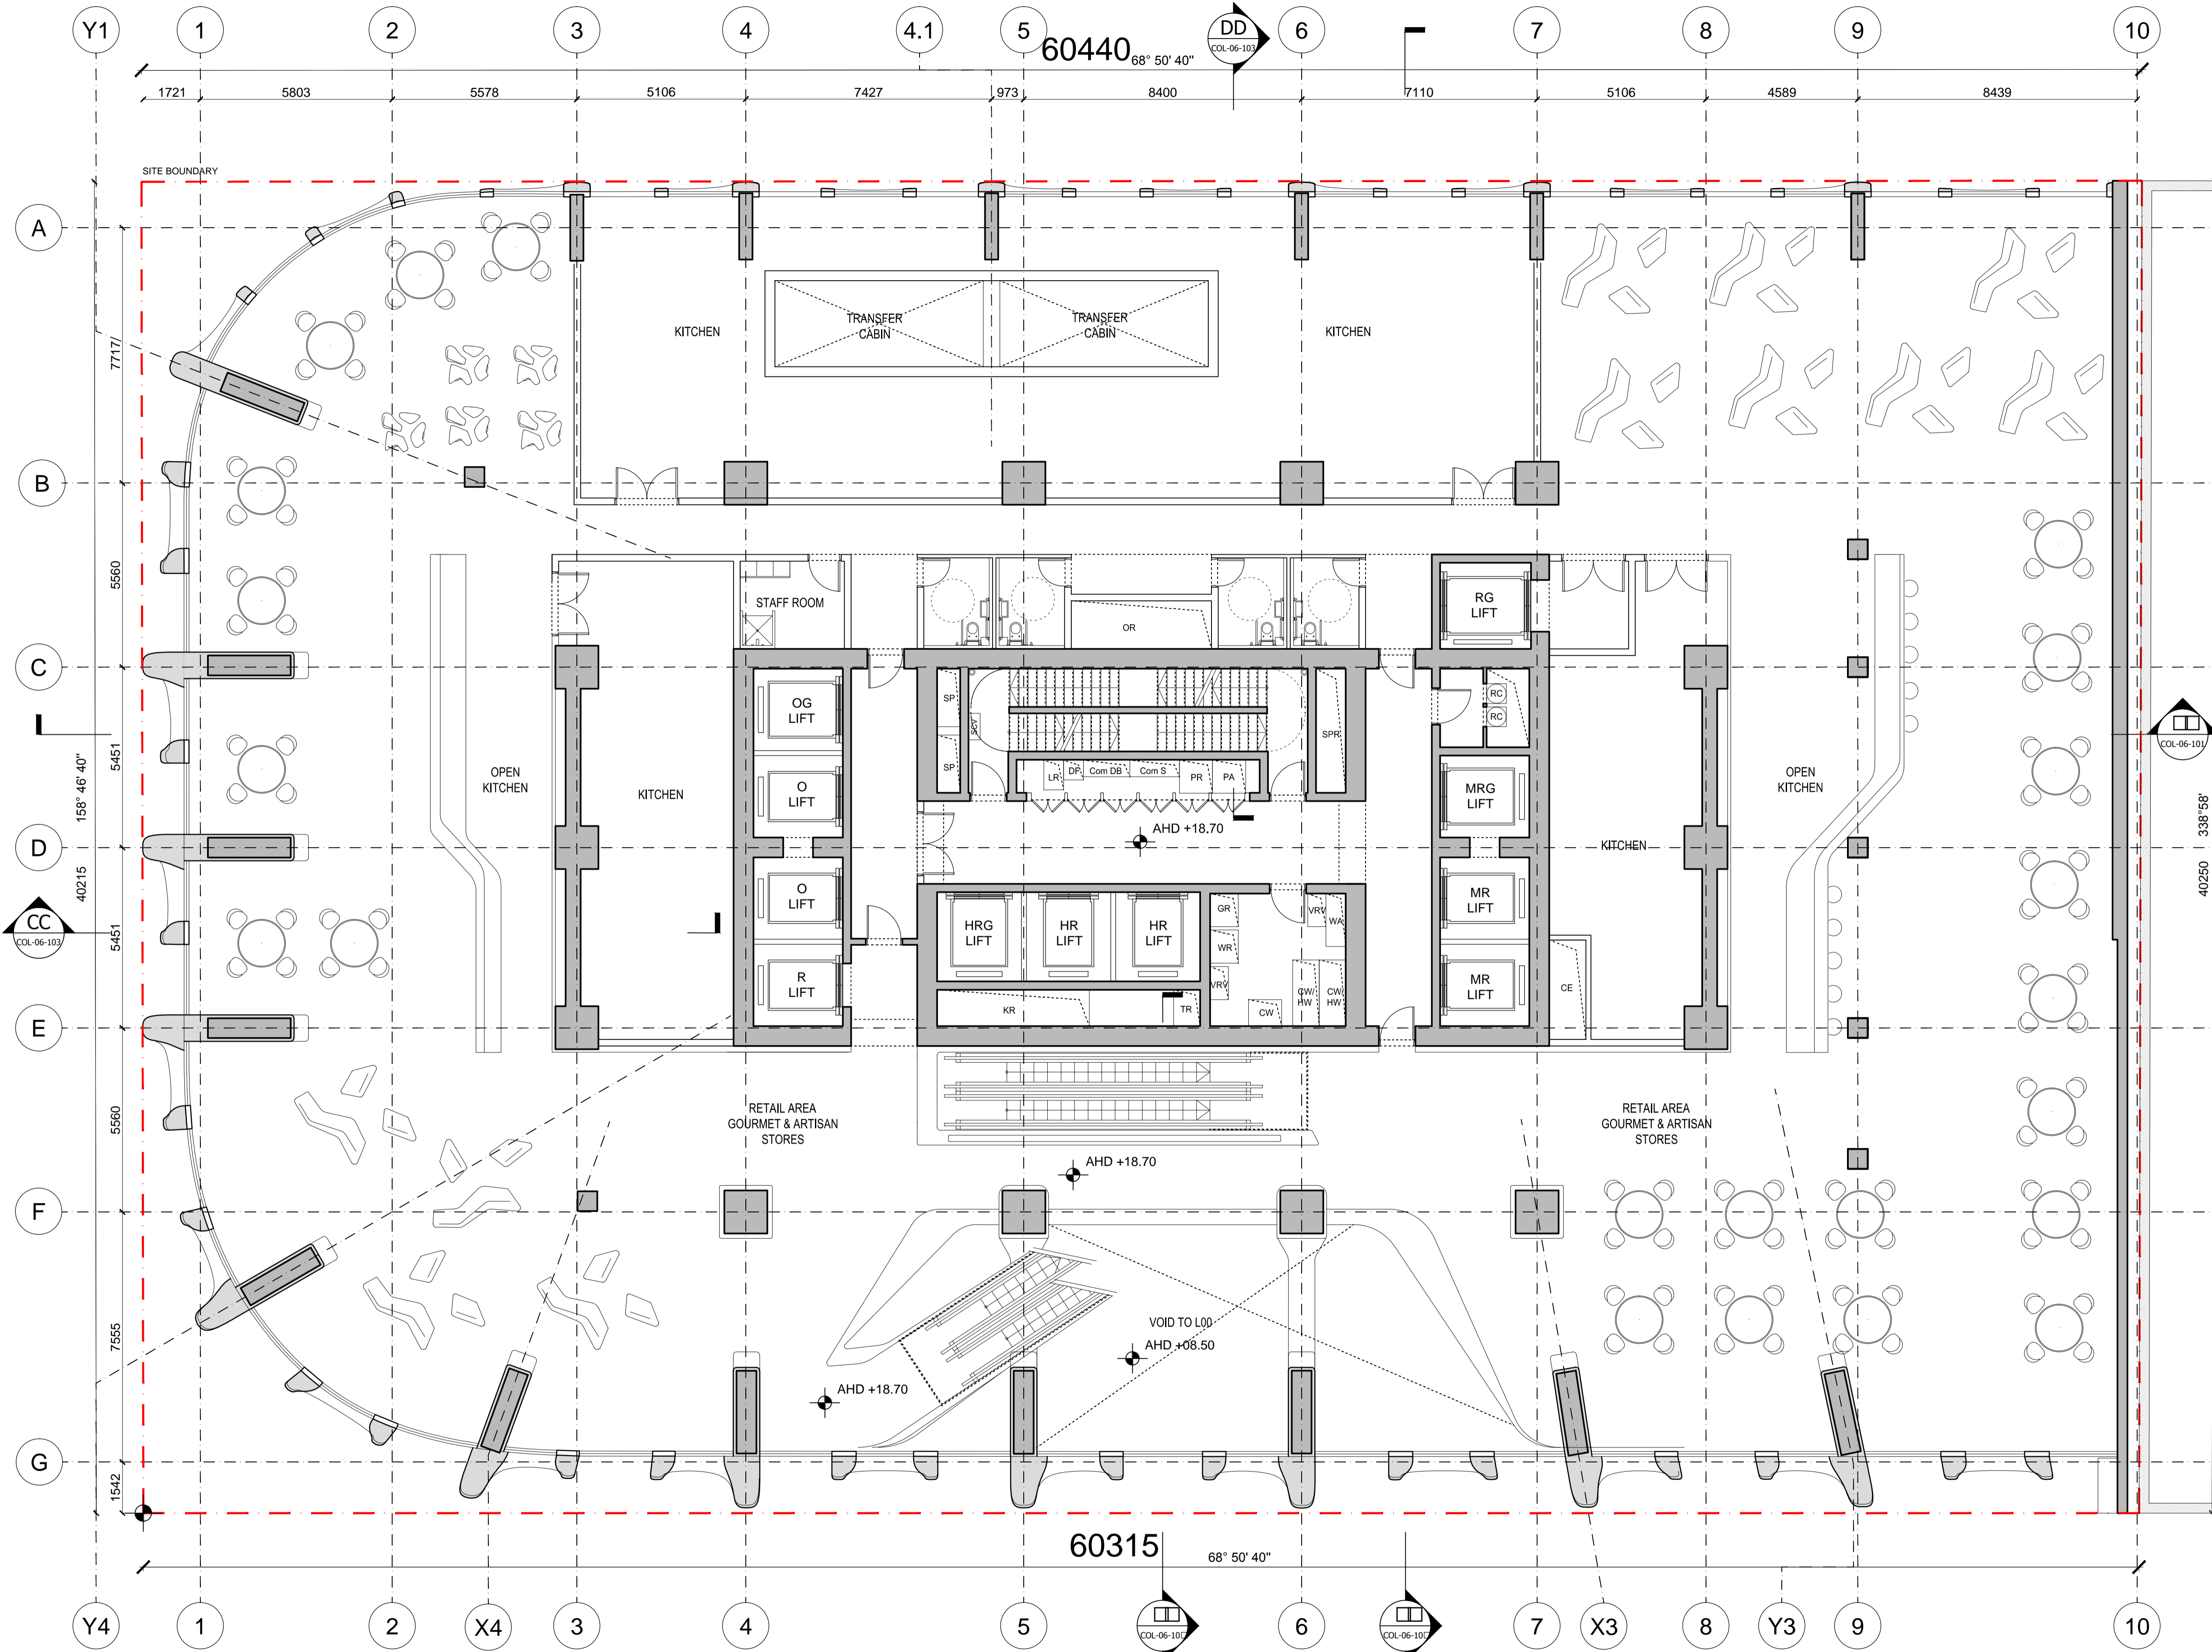 Y1 1 2 3 4 4.1 5 6 7 8 9 10
DD
COL-06-103
60440 68° 50' 40"
1721 5803 5578 5106 7427 973 8400 7110 5106 4589 8439
SITE BOUNDARY
A
B
C
D
E
F
G
7717
5560
5451
5451
5560
7555
1542
158° 46' 40"
40215
CC
COL-06-103
COL-06-101
338°58'
40250
KITCHEN
TRANSFER
CABIN
TRANSFER
CABIN
KITCHEN
STAFF ROOM
OR
RG
LIFT
OG
LIFT
SP
SCV
SPR
RC
RC
SP
LR
DF
Com DB
Com S
PR
PA
OPEN
KITCHEN
KITCHEN
O
LIFT
MRG
LIFT
OPEN
KITCHEN
AHD +18.70
KITCHEN
O
LIFT
HRG
LIFT
HR
LIFT
HR
LIFT
GR
WR
VRV
VRV
WA
MR
LIFT
R
LIFT
MR
LIFT
KR
TR
CW
CW/
HW
CW/
HW
CE
RETAIL AREA
GOURMET & ARTISAN
STORES
RETAIL AREA
GOURMET & ARTISAN
STORES
AHD +18.70
VOID TO L00
AHD +08.50
AHD +18.70
60315 68° 50' 40"
COL-06-10
COL-06-10
Y4 1 2 X4 3 4 5 6 7 X3 8 Y3 9 10